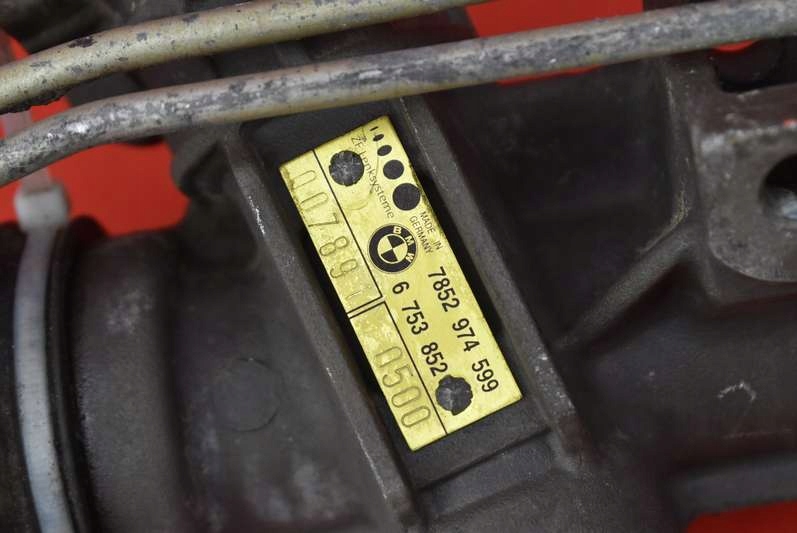 ZF Lenksysteme
MADE IN
GERMANY
BMW
7852 974 599
6 753 852
007891
0500